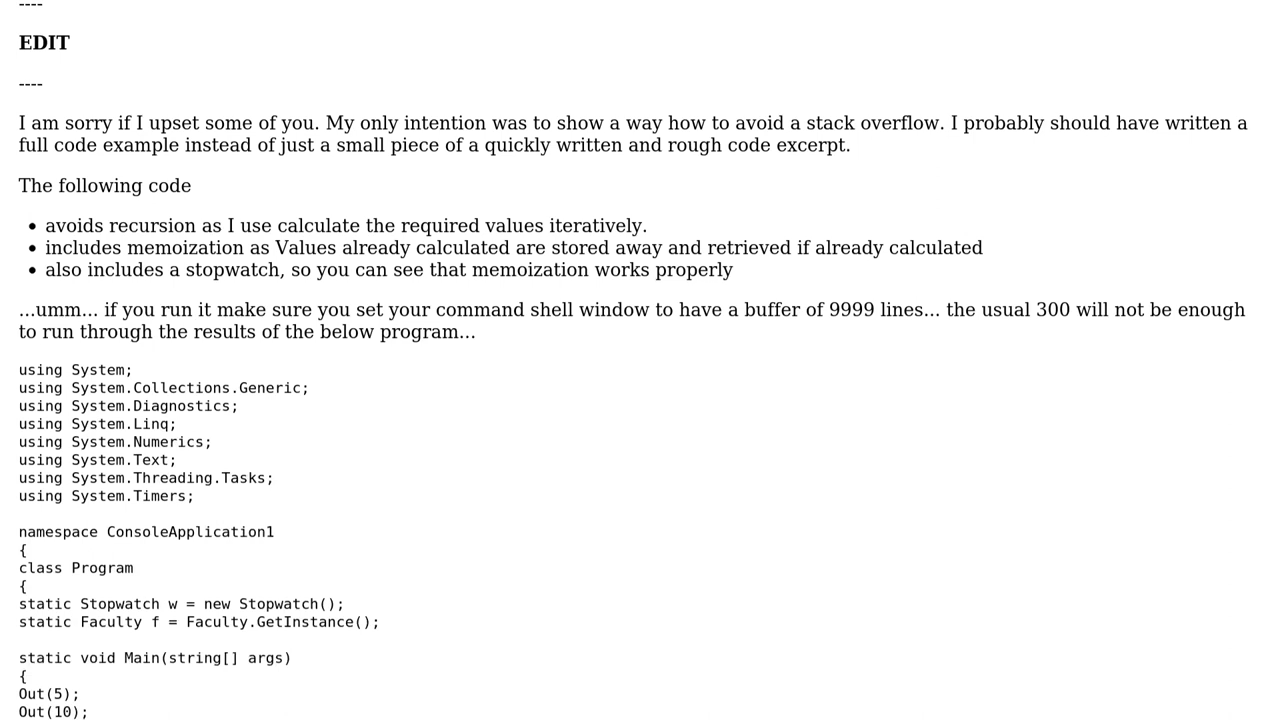 ----
EDIT
----
I am sorry if I upset some of you. My only intention was to show a way how to avoid a stack overflow. I probably should have written a
full code example instead of just a small piece of a quickly written and rough code excerpt.
The following code
• avoids recursion as I use calculate the required values iteratively.
• includes memoization as Values already calculated are stored away and retrieved if already calculated
• also includes a stopwatch, so you can see that memoization works properly
...umm... if you run it make sure you set your command shell window to have a buffer of 9999 lines... the usual 300 will not be enough
to run through the results of the below program...
using System;
using System.Collections.Generic;
using System.Diagnostics;
using System.Linq;
using System.Numerics;
using System.Text;
using System.Threading.Tasks;
using System.Timers;
namespace ConsoleApplication1
{
class Program
{
static Stopwatch w = new Stopwatch();
static Faculty f = Faculty.GetInstance();
static void Main(string[] args)
{
Out(5);
Out(10);